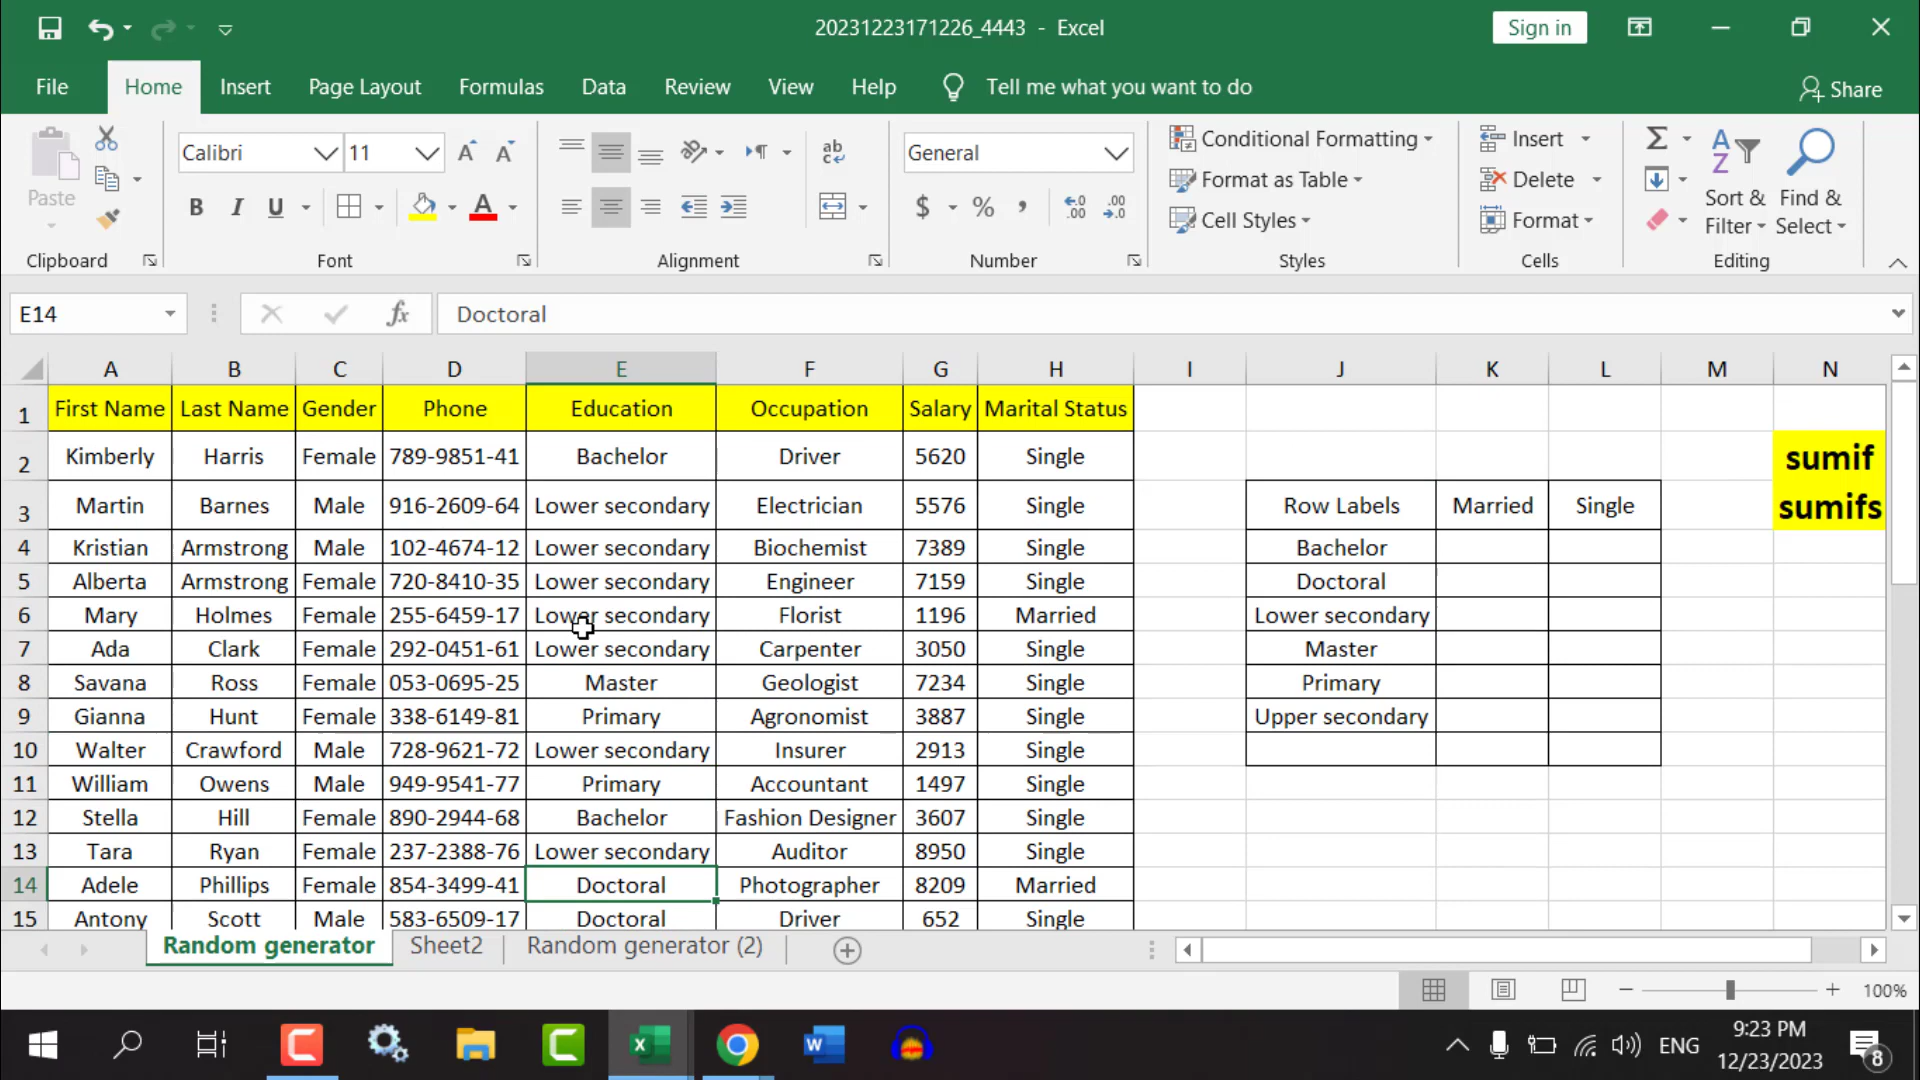 20231223171226_4443 - Excel
Sign in
File Home Insert Page Layout Formulas Data Review View Help Tell me what you want to do Share
Paste
Calibri 11
General
Conditional Formatting
Format as Table
Cell Styles
Insert
Delete
Format
Sort & Filter
Find & Select
Clipboard Font Alignment Number Styles Cells Editing
E14 fx Doctoral
A B C D E F G H I J K L M N
1 First Name Last Name Gender Phone Education Occupation Salary Marital Status
2 Kimberly Harris Female 789-9851-41 Bachelor Driver 5620 Single sumif
3 Martin Barnes Male 916-2609-64 Lower secondary Electrician 5576 Single Row Labels Married Single sumifs
4 Kristian Armstrong Male 102-4674-12 Lower secondary Biochemist 7389 Single Bachelor
5 Alberta Armstrong Female 720-8410-35 Lower secondary Engineer 7159 Single Doctoral
6 Mary Holmes Female 255-6459-17 Lower secondary Florist 1196 Married Lower secondary
7 Ada Clark Female 292-0451-61 Lower secondary Carpenter 3050 Single Master
8 Savana Ross Female 053-0695-25 Master Geologist 7234 Single Primary
9 Gianna Hunt Female 338-6149-81 Primary Agronomist 3887 Single Upper secondary
10 Walter Crawford Male 728-9621-72 Lower secondary Insurer 2913 Single
11 William Owens Male 949-9541-77 Primary Accountant 1497 Single
12 Stella Hill Female 890-2944-68 Bachelor Fashion Designer 3607 Single
13 Tara Ryan Female 237-2388-76 Lower secondary Auditor 8950 Single
14 Adele Phillips Female 854-3499-41 Doctoral Photographer 8209 Married
15 Antony Scott Male 583-6509-17 Doctoral Driver 652 Single
Random generator Sheet2 Random generator (2)
100%
ENG
9:23 PM
12/23/2023
8